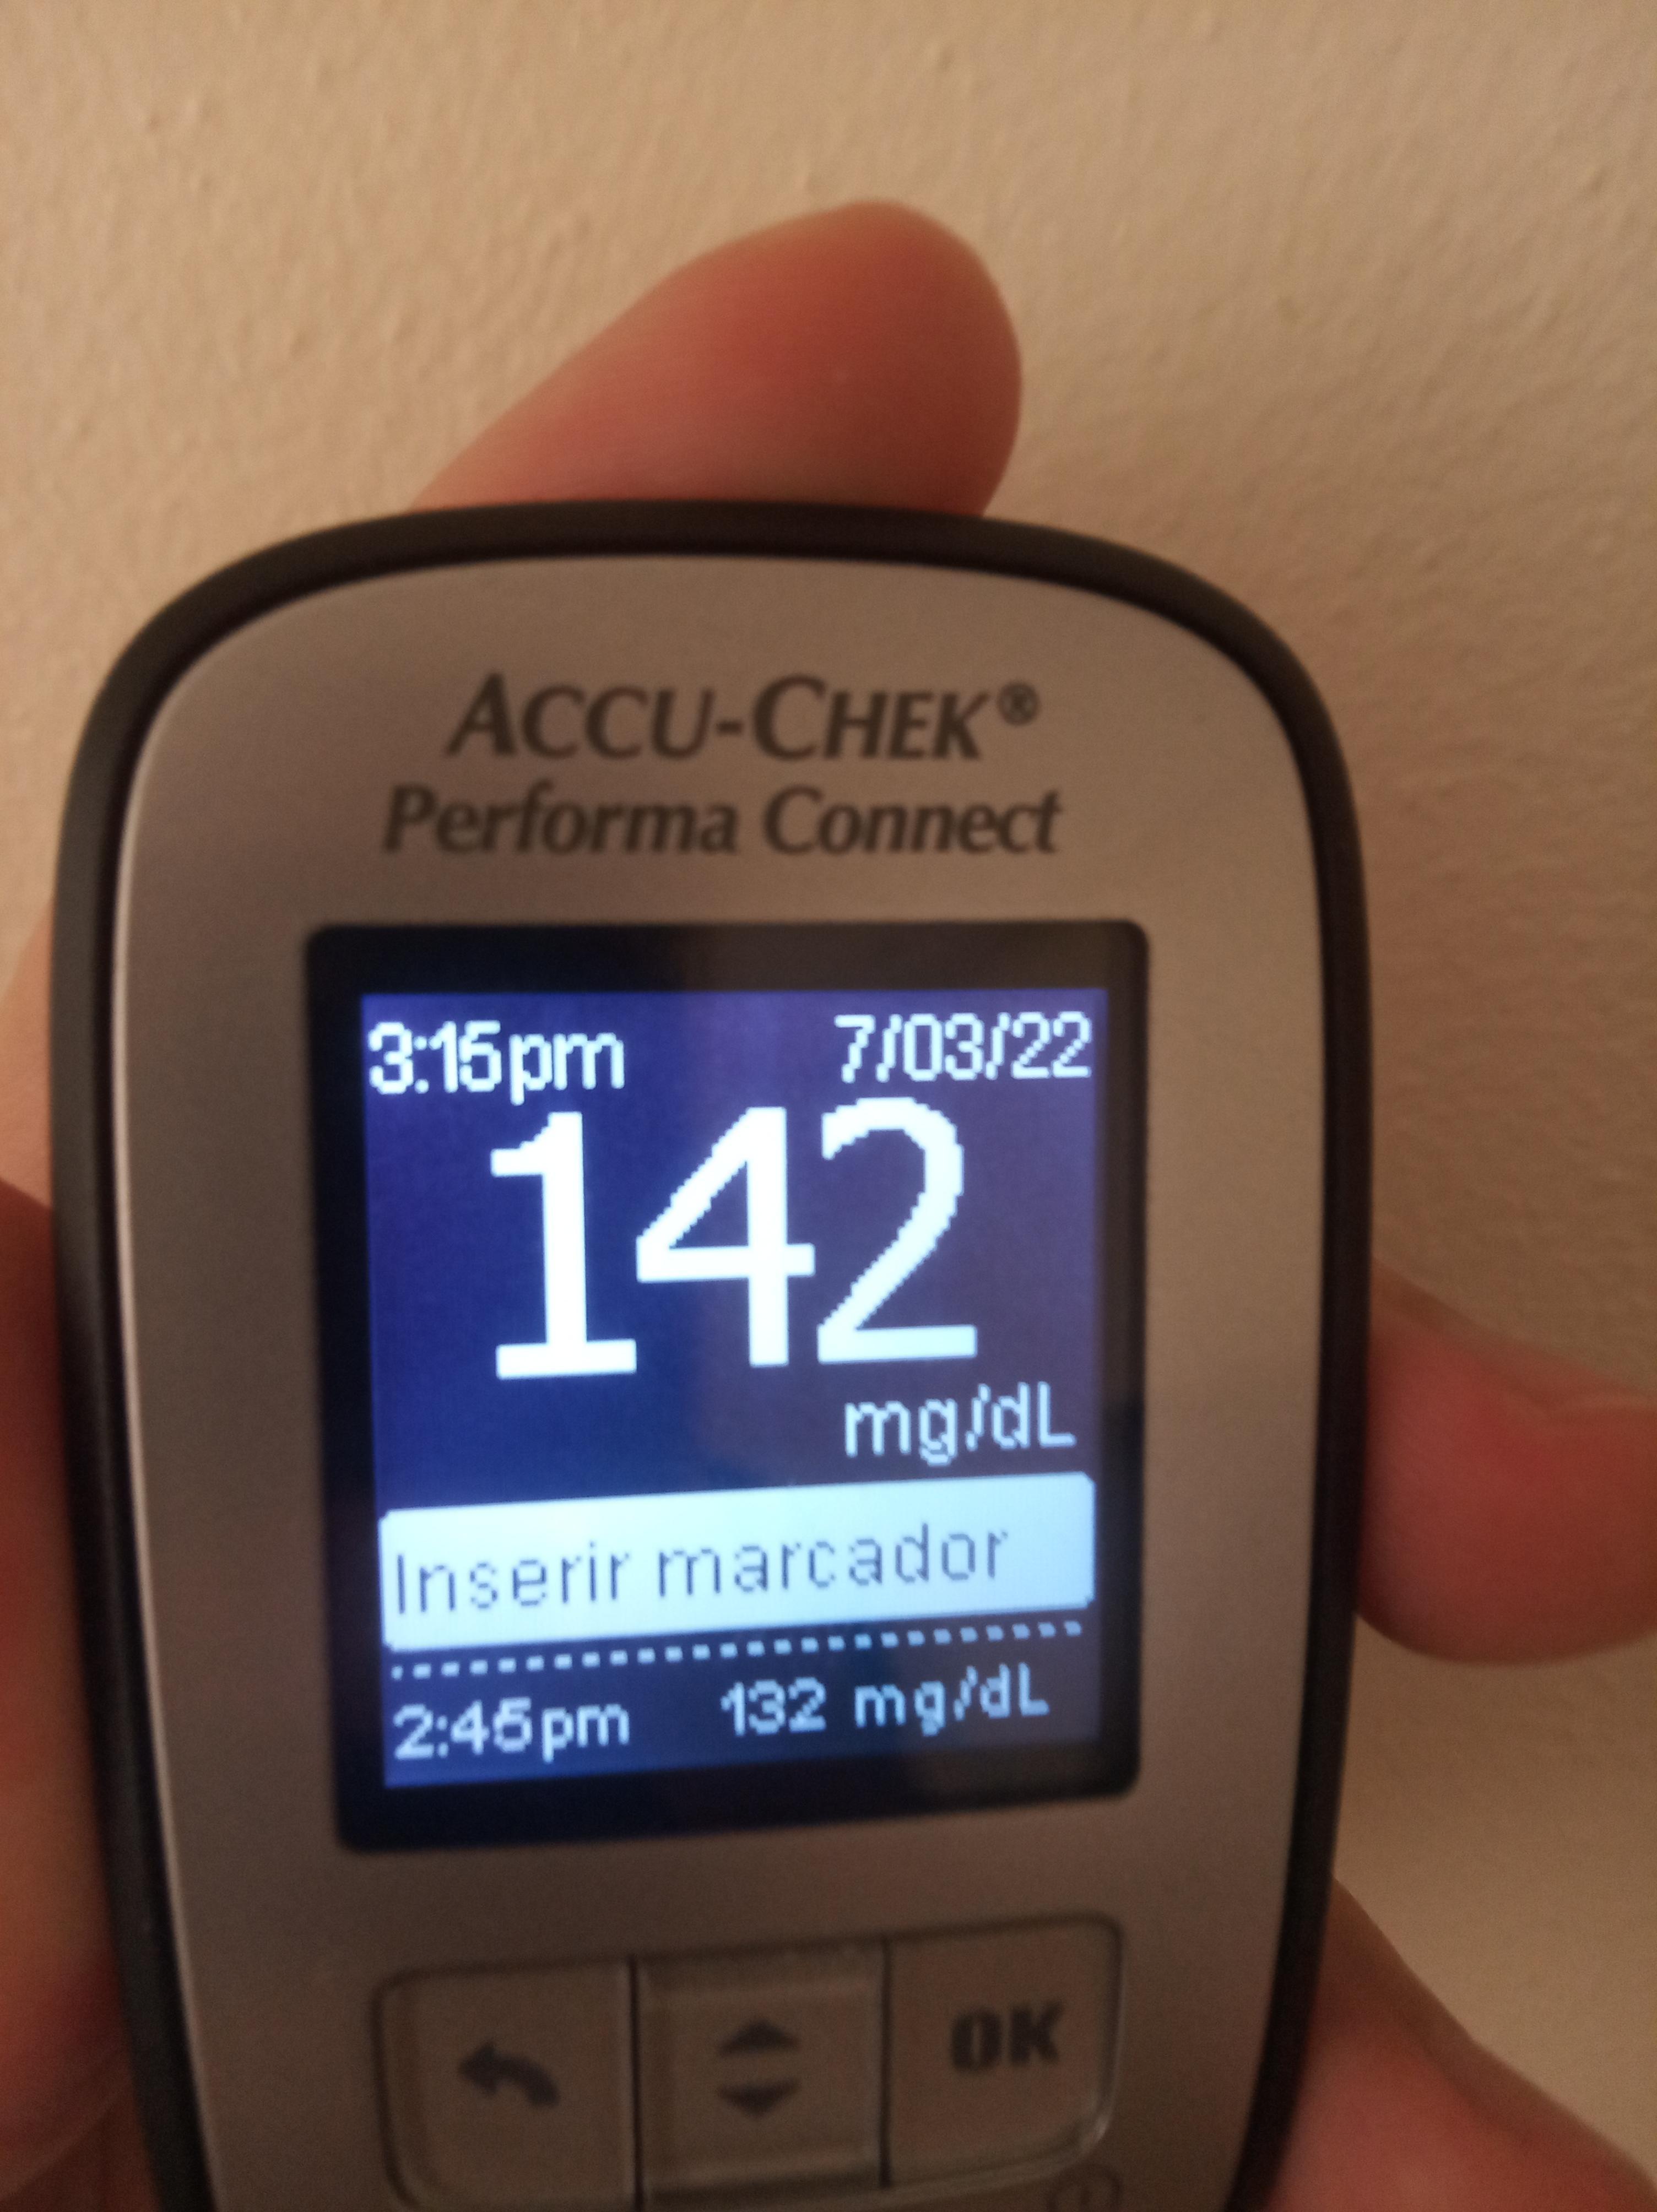 ACCU-CHEK®
Performa Connect
3:15pm 7/03/22
142
mg/dL
Inserir marcador
2:45pm 132 mg/dL
OK